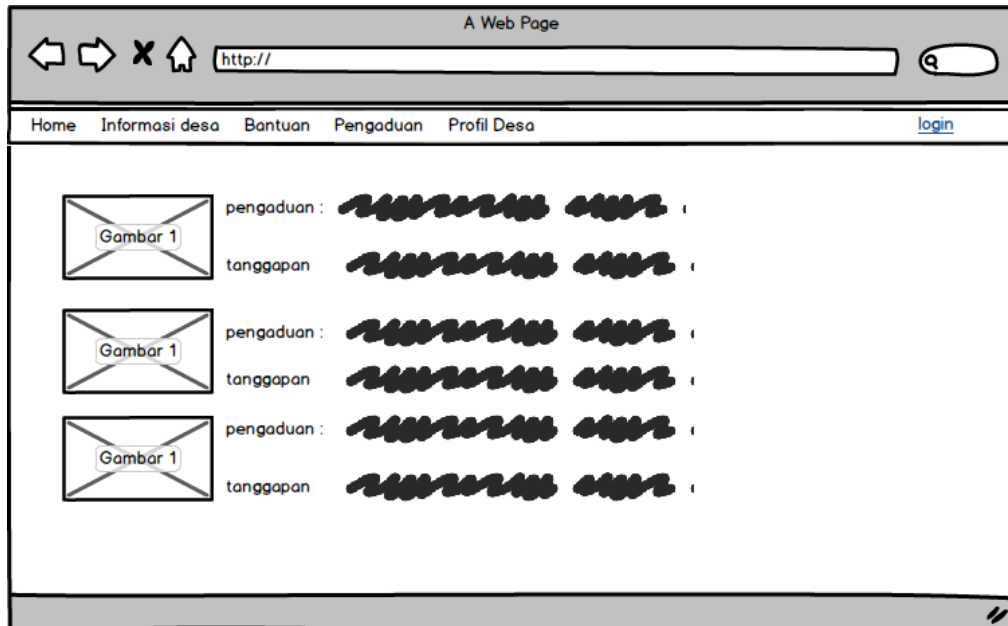 A Web Page
http://
Home Informasi desa Bantuan Pengaduan Profil Desa login
Gambar 1
pengaduan :
tanggapan
Gambar 1
pengaduan :
tanggapan
Gambar 1
pengaduan :
tanggapan